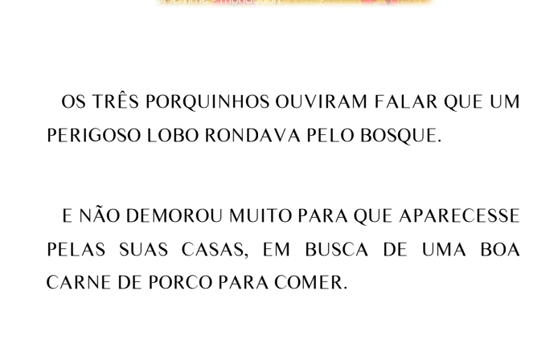 OS TRÊS PORQUINHOS OUVIRAM FALAR QUE UM
PERIGOSO LOBO RONDAVA PELO BOSQUE.
E NÃO DEMOROU MUITO PARA QUE APARECESSE
PELAS SUAS CASAS, EM BUSCA DE UMA BOA
CARNE DE PORCO PARA COMER.